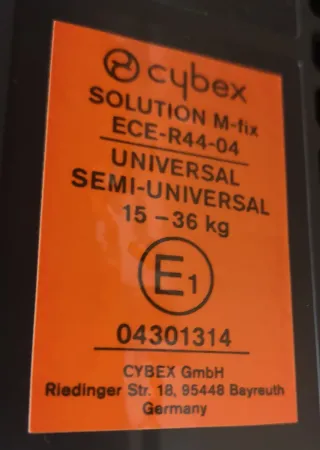 cybex
SOLUTION M-fix
ECE-R44-04
UNIVERSAL
SEMI-UNIVERSAL
15 – 36 kg
E1
04301314
CYBEX GmbH
Riedinger Str. 18, 95448 Bayreuth
Germany